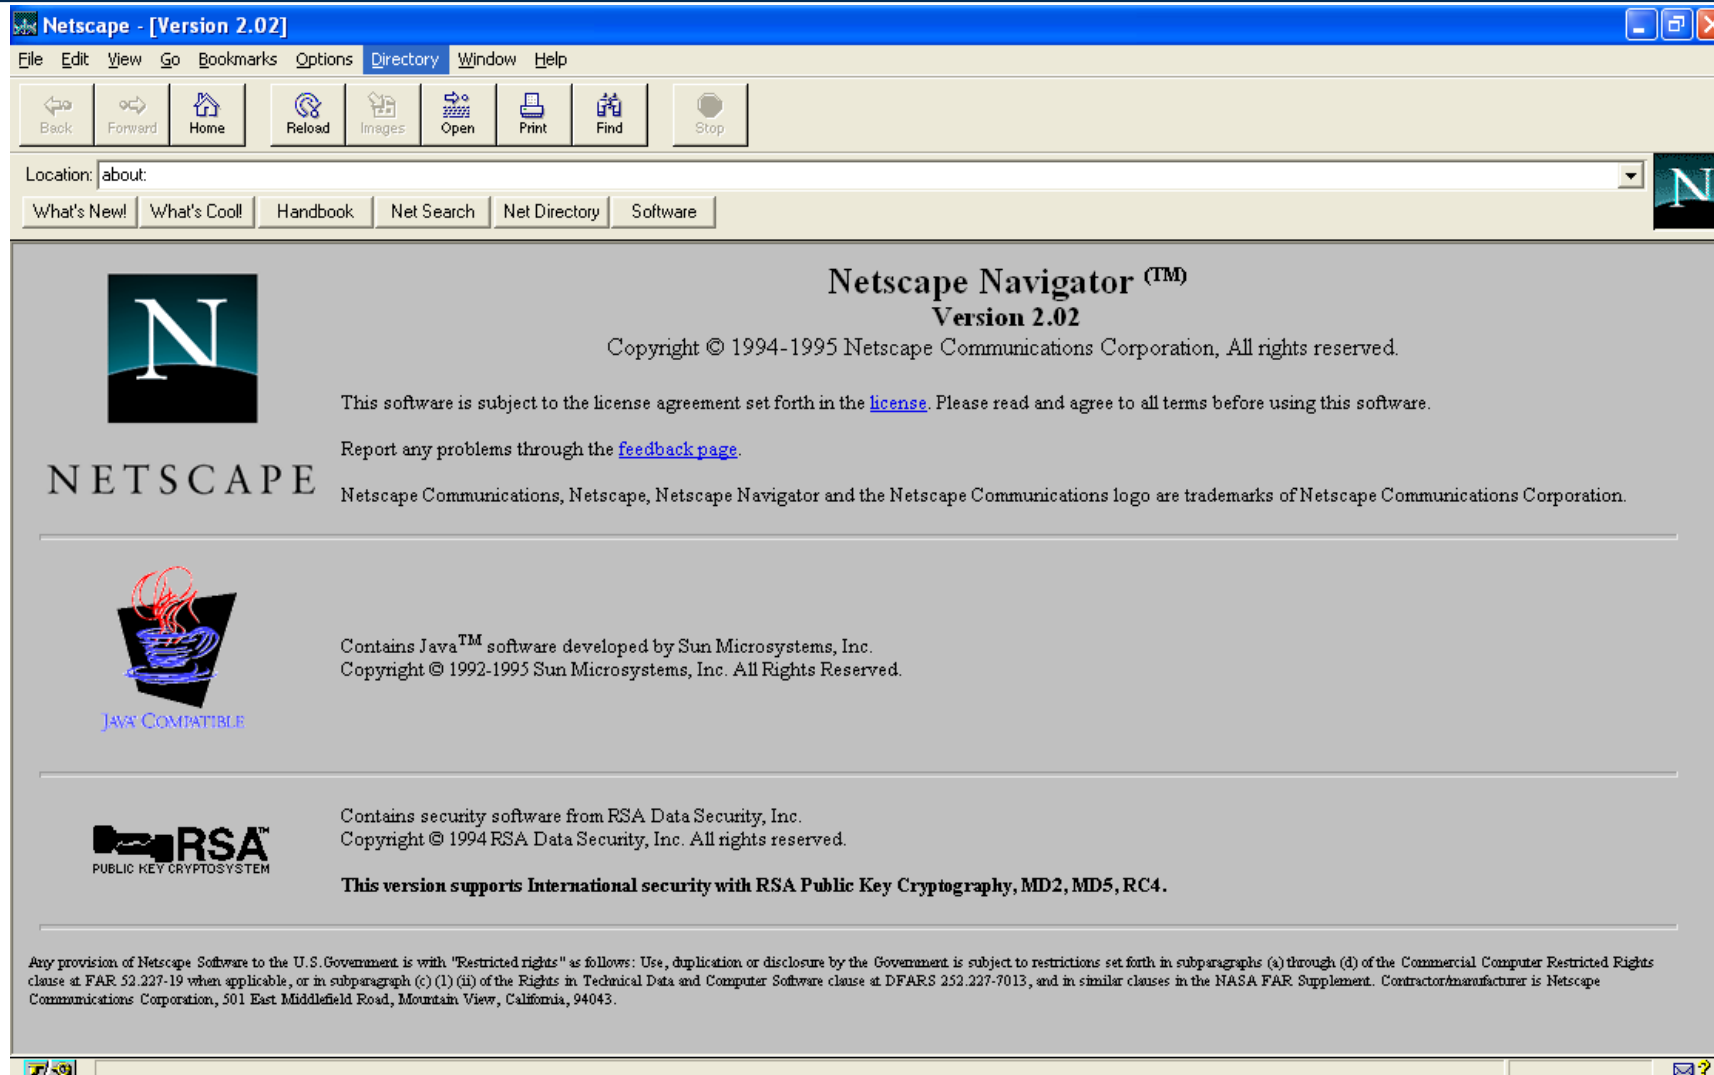 Netscape - [Version 2.02]
File Edit View Go Bookmarks Options Directory Window Help
Back Forward Home Reload Images Open Print Find Stop
Location: about:
N
What's New! What's Cool! Handbook Net Search Net Directory Software
N
NETSCAPE
Netscape Navigator (TM)
Version 2.02
Copyright © 1994-1995 Netscape Communications Corporation, All rights reserved.
This software is subject to the license agreement set forth in the license. Please read and agree to all terms before using this software.
Report any problems through the feedback page.
Netscape Communications, Netscape, Netscape Navigator and the Netscape Communications logo are trademarks of Netscape Communications Corporation.
JAVA COMPATIBLE
Contains Java™ software developed by Sun Microsystems, Inc.
Copyright © 1992-1995 Sun Microsystems, Inc. All Rights Reserved.
RSA™
PUBLIC KEY CRYPTOSYSTEM
Contains security software from RSA Data Security, Inc.
Copyright © 1994 RSA Data Security, Inc. All rights reserved.
This version supports International security with RSA Public Key Cryptography, MD2, MD5, RC4.
Any provision of Netscape Software to the U.S.Government is with "Restricted rights" as follows: Use, duplication or disclosure by the Government is subject to restrictions set forth in subparagraphs (a) through (d) of the Commercial Computer Restricted Rights
clause at FAR 52.227-19 when applicable, or in subparagraph (c) (1) (ii) of the Rights in Technical Data and Computer Software clause at DFARS 252.227-7013, and in similar clauses in the NASA FAR Supplement. Contractor/manufacturer is Netscape
Communications Corporation, 501 East Middlefield Road, Mountain View, California, 94043.